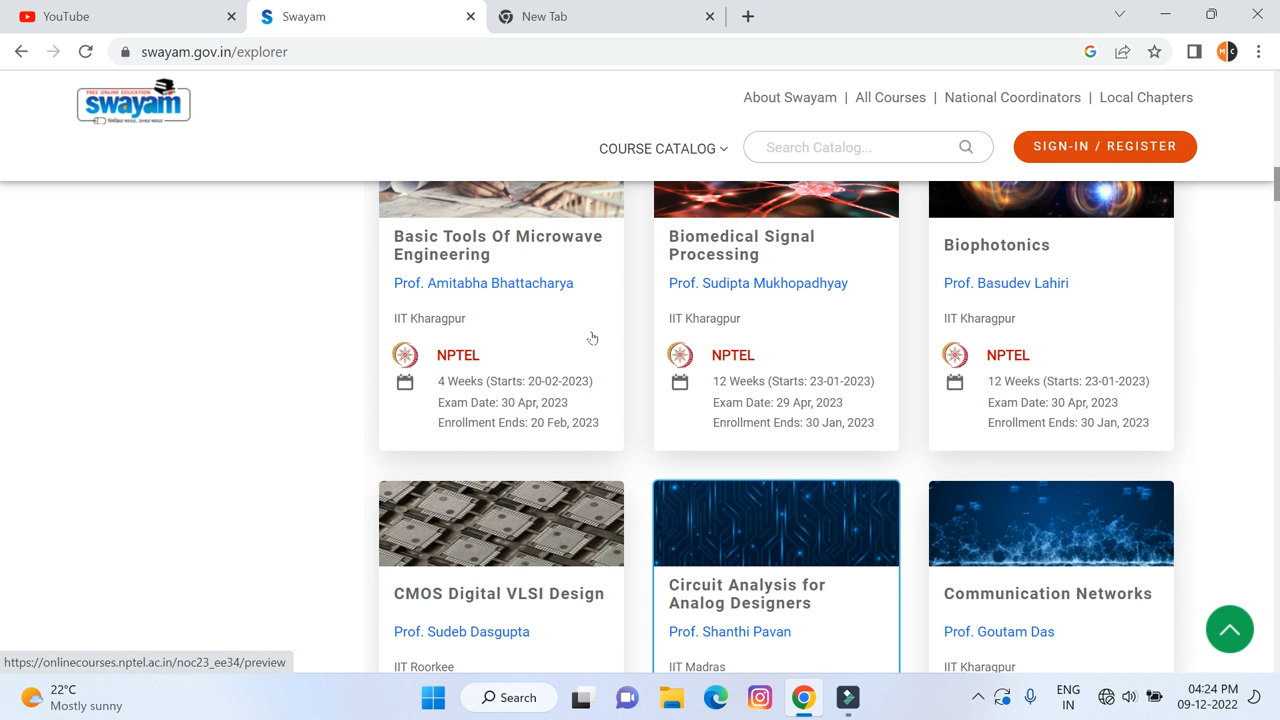 YouTube
Swayam
New Tab
swayam.gov.in/explorer
FREE ONLINE EDUCATION
swayam
About Swayam | All Courses | National Coordinators | Local Chapters
COURSE CATALOG
Search Catalog...
SIGN-IN / REGISTER
Basic Tools Of Microwave
Engineering
Prof. Amitabha Bhattacharya
IIT Kharagpur
NPTEL
4 Weeks (Starts: 20-02-2023)
Exam Date: 30 Apr, 2023
Enrollment Ends: 20 Feb, 2023
Biomedical Signal
Processing
Prof. Sudipta Mukhopadhyay
IIT Kharagpur
NPTEL
12 Weeks (Starts: 23-01-2023)
Exam Date: 29 Apr, 2023
Enrollment Ends: 30 Jan, 2023
Biophotonics
Prof. Basudev Lahiri
IIT Kharagpur
NPTEL
12 Weeks (Starts: 23-01-2023)
Exam Date: 30 Apr, 2023
Enrollment Ends: 30 Jan, 2023
CMOS Digital VLSI Design
Prof. Sudeb Dasgupta
IIT Roorkee
Circuit Analysis for
Analog Designers
Prof. Shanthi Pavan
IIT Madras
Communication Networks
Prof. Goutam Das
IIT Kharagpur
https://onlinecourses.nptel.ac.in/noc23_ee34/preview
22°C
Mostly sunny
Search
ENG
IN
04:24 PM
09-12-2022